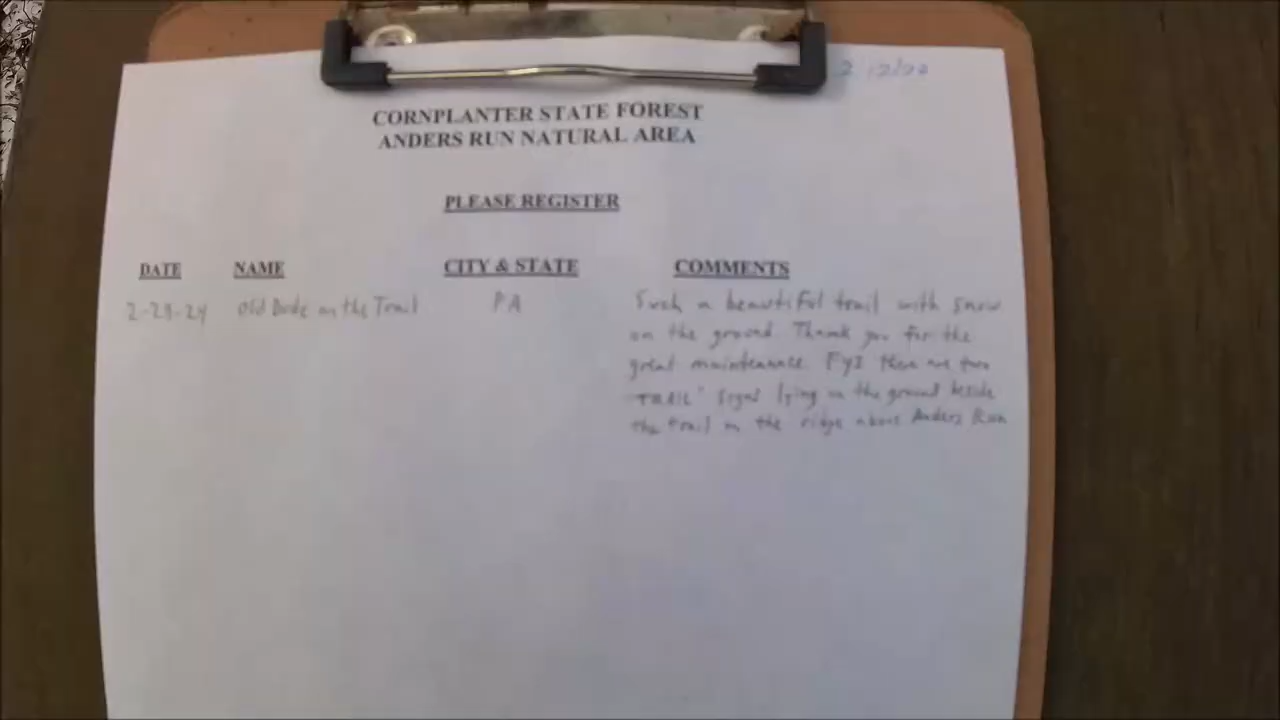 CORNPLANTER STATE FOREST
ANDERS RUN NATURAL AREA
PLEASE REGISTER
DATE NAME CITY & STATE COMMENTS
2-29-24 Old Dude on the Trail PA Such a beautiful trail with snow
on the ground. Thank you for the
great maintenance. FYI there are two
"TRAIL" signs lying on the ground beside
the trail on the ridge above Anders Run